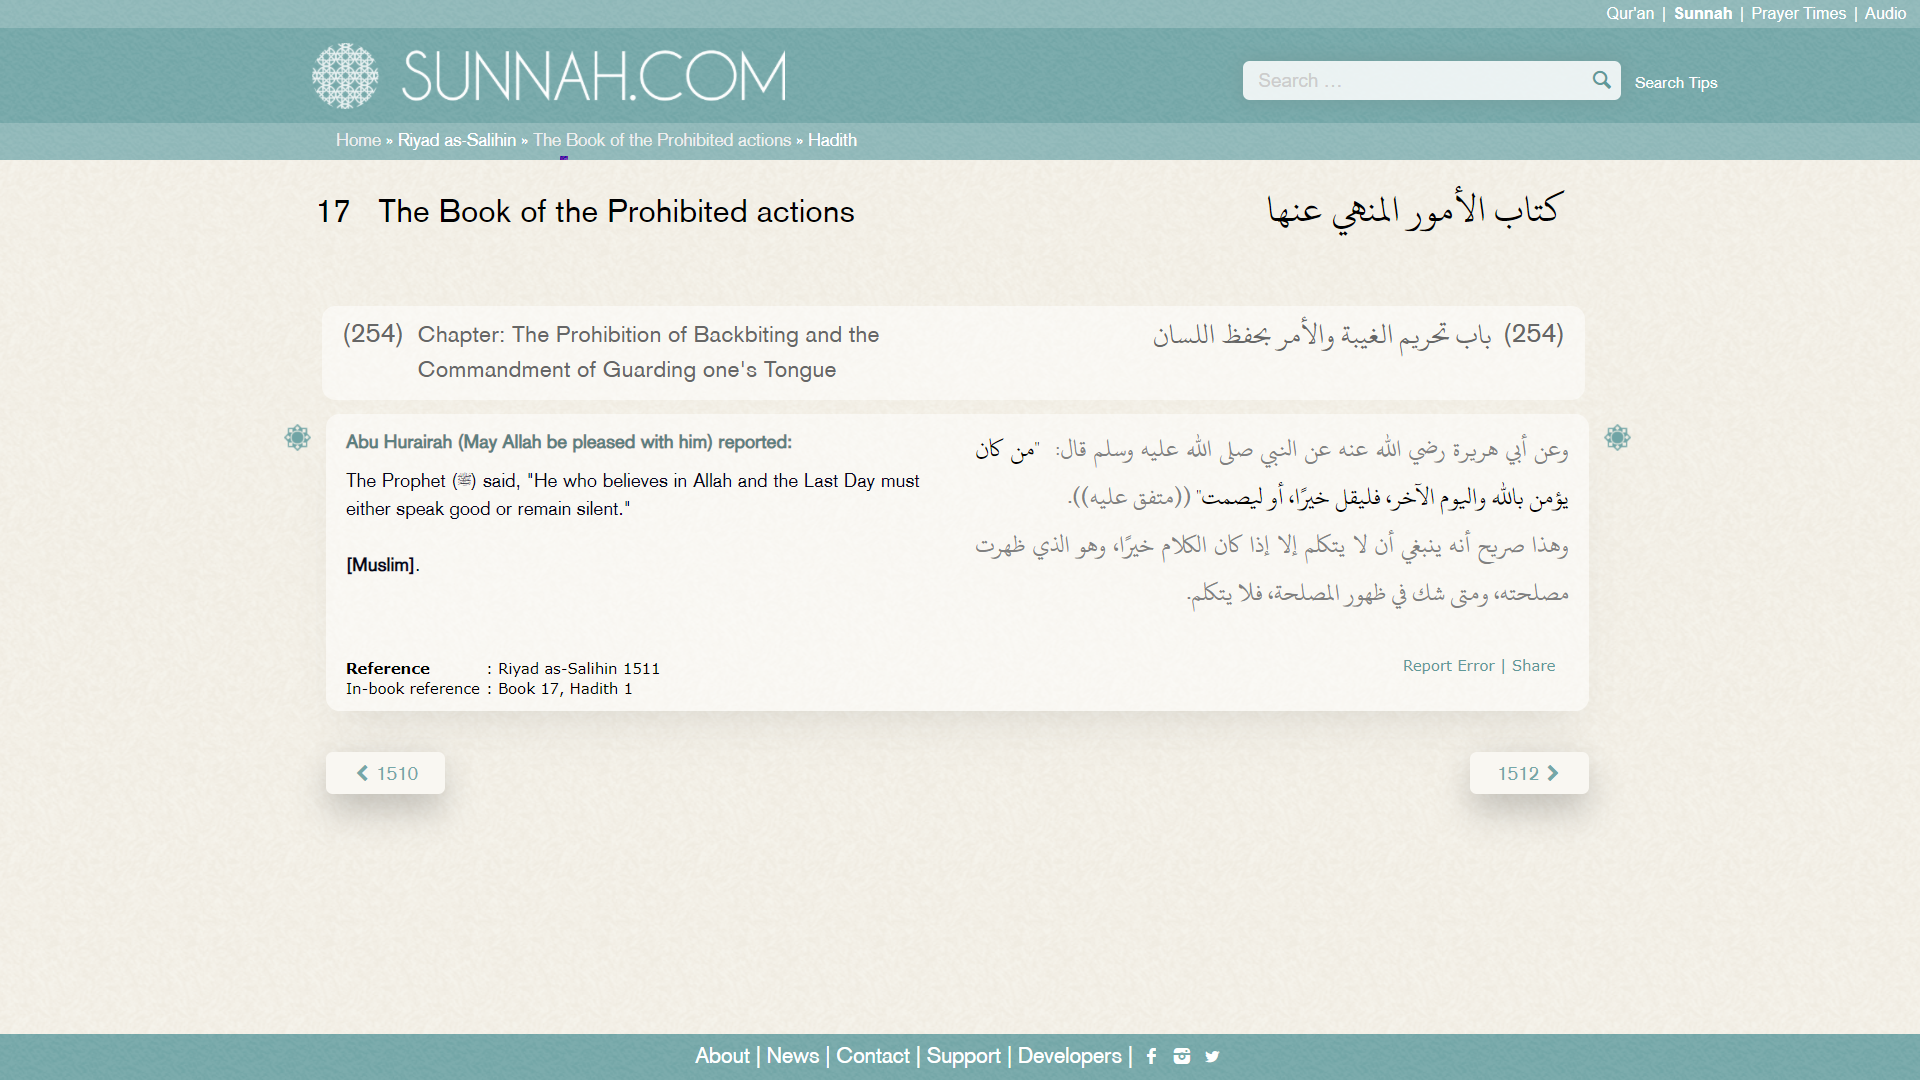 Qur'an | Sunnah | Prayer Times | Audio
SUNNAH.COM
Search …
Search Tips
Home » Riyad as-Salihin » The Book of the Prohibited actions » Hadith
17 The Book of the Prohibited actions
كتاب الأمور المنهي عنها
(254) Chapter: The Prohibition of Backbiting and the
Commandment of Guarding one's Tongue
(254) باب تحريم الغيبة والأمر بحفظ اللسان
Abu Hurairah (May Allah be pleased with him) reported:
The Prophet (ﷺ) said, "He who believes in Allah and the Last Day must
either speak good or remain silent."
[Muslim].
وعن أبي هريرة رضي الله عنه عن النبي صلى الله عليه وسلم قال: "من كان
يؤمن بالله واليوم الآخر، فليقل خيرًا، أو ليصمت" ((متفق عليه)).
وهذا صريح أنه ينبغي أن لا يتكلم إلا إذا كان الكلام خيرًا، وهو الذي ظهرت
مصلحته، ومتى شك في ظهور المصلحة، فلا يتكلم.
Reference : Riyad as-Salihin 1511
In-book reference : Book 17, Hadith 1
Report Error | Share
1510
1512
About | News | Contact | Support | Developers |